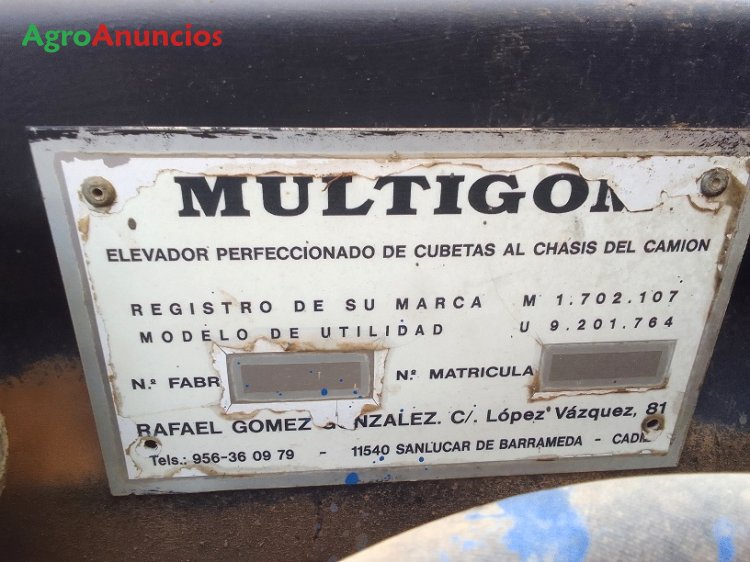 AgroAnuncios
MULTIGOM
ELEVADOR PERFECCIONADO DE CUBETAS AL CHASIS DEL CAMION
REGISTRO DE SU MARCA M 1.702.107
MODELO DE UTILIDAD U 9.201.764
N.º FABR N.º MATRICULA
RAFAEL GOMEZ GONZALEZ. C/. López Vázquez, 81
Tels.: 956-36 09 79 - 11540 SANLUCAR DE BARRAMEDA - CADIZ